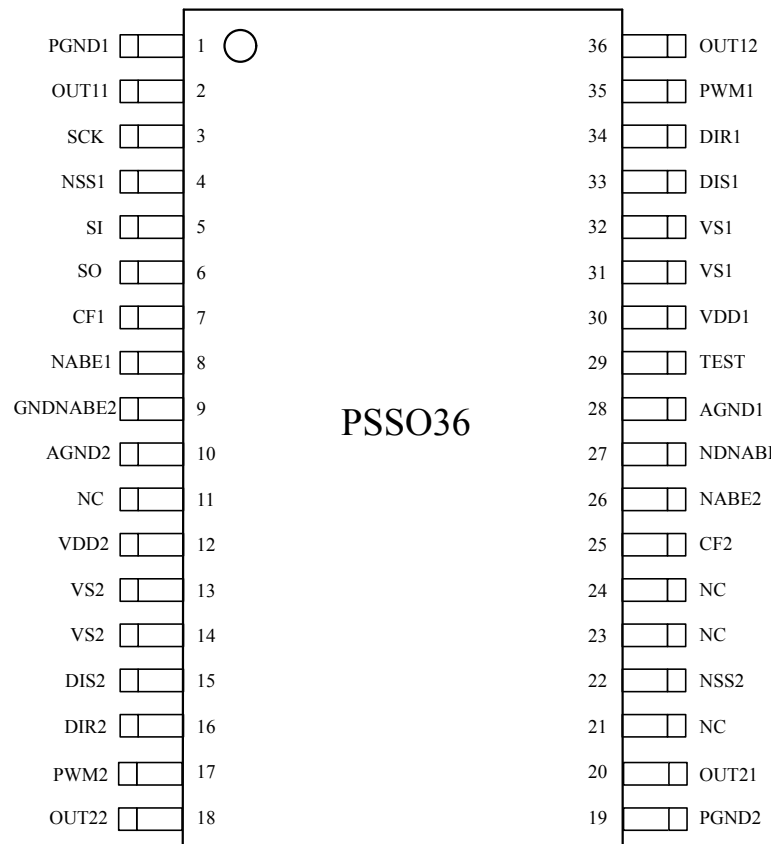 PGND1 1 36 OUT12
OUT11 2 35 PWM1
SCK 3 34 DIR1
NSS1 4 33 DIS1
SI 5 32 VS1
SO 6 31 VS1
CF1 7 30 VDD1
NABE1 8 29 TEST
GNDNABE2 9 28 AGND1
PSSO36
AGND2 10 27 NDNABE
NC 11 26 NABE2
VDD2 12 25 CF2
VS2 13 24 NC
VS2 14 23 NC
DIS2 15 22 NSS2
DIR2 16 21 NC
PWM2 17 20 OUT21
OUT22 18 19 PGND2